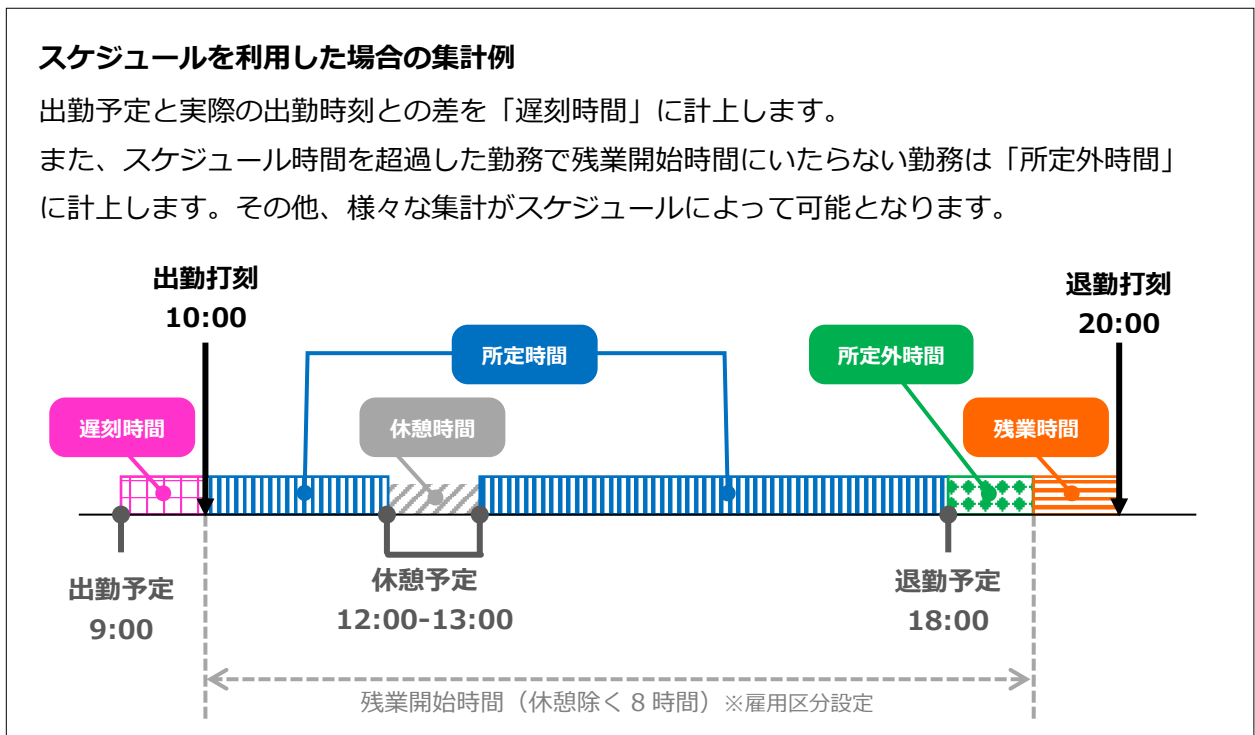 スケジュールを利用した場合の集計例
出勤予定と実際の出勤時刻との差を「遅刻時間」に計上します。
また、スケジュール時間を超過した勤務で残業開始時間にいたらない勤務は「所定外時間」
に計上します。その他、様々な集計がスケジュールによって可能となります。
出勤打刻
10:00
退勤打刻
20:00
所定時間
所定外時間
遅刻時間
休憩時間
残業時間
出勤予定
9:00
休憩予定
12:00-13:00
退勤予定
18:00
残業開始時間（休憩除く 8 時間）※雇用区分設定